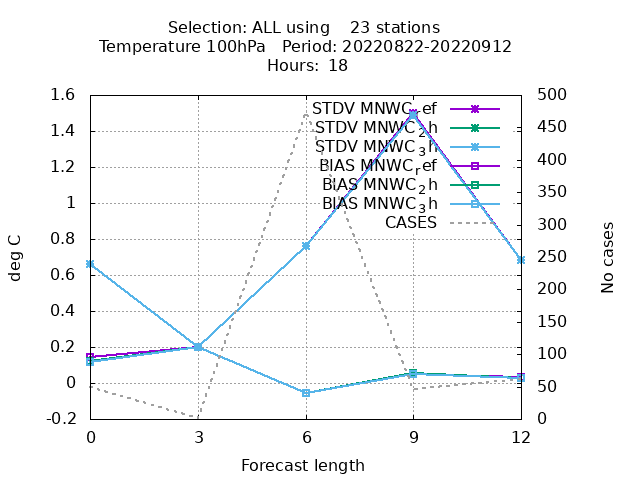 Selection: ALL using 23 stations
Temperature 100hPa Period: 20220822-20220912
Hours: 18
STDV MNWC_ref
STDV MNWC_2h
STDV MNWC_3h
BIAS MNWC_ref
BIAS MNWC_2h
BIAS MNWC_3h
CASES
1.6
1.4
1.2
1
0.8
0.6
0.4
0.2
0
-0.2
deg C
500
450
400
350
300
250
200
150
100
50
0
No cases
0 3 6 9 12
Forecast length